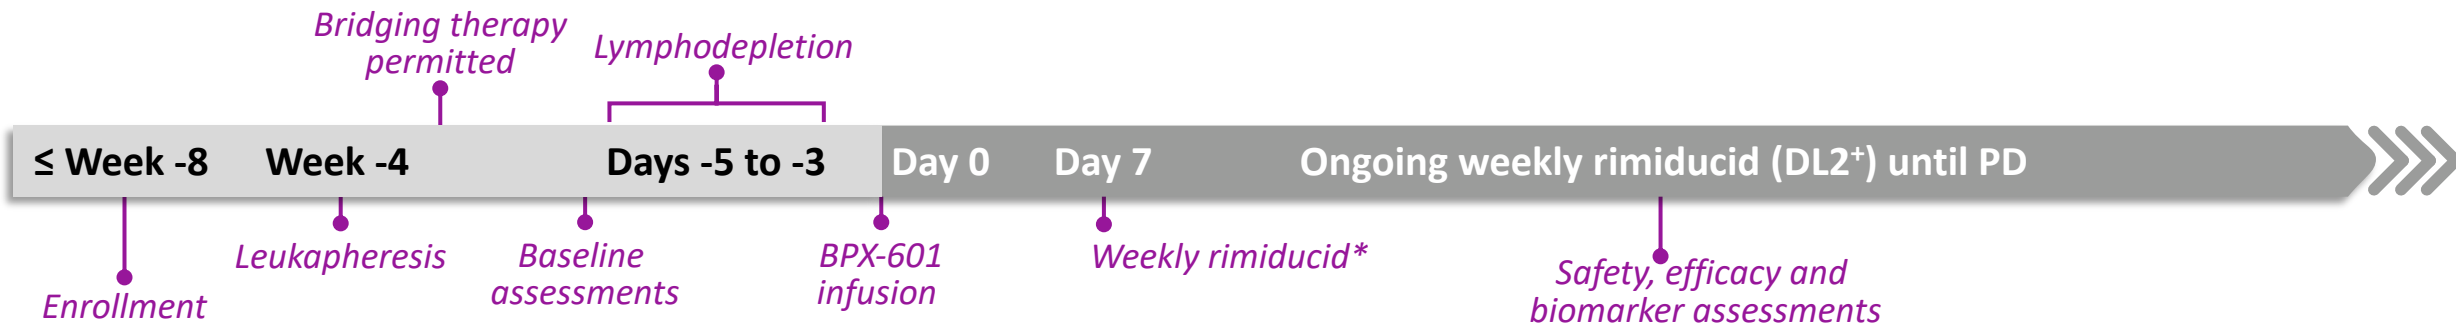 Bridging therapy
permitted
Lymphodepletion
≤ Week -8
Week -4
Days -5 to -3
Day 0
Day 7
Ongoing weekly rimiducid (DL2⁺) until PD
Enrollment
Leukapheresis
Baseline
assessments
BPX-601
infusion
Weekly rimiducid*
Safety, efficacy and
biomarker assessments